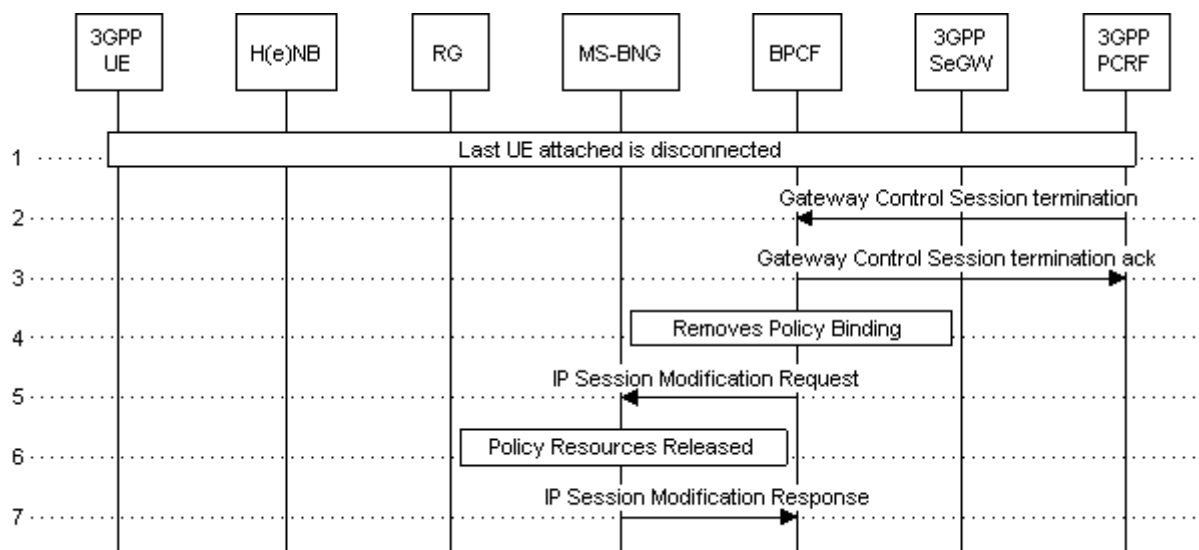 3GPP
UE
H(e)NB
RG
MS-BNG
BPCF
3GPP
SeGW
3GPP
PCRF
1
Last UE attached is disconnected
2
Gateway Control Session termination
3
Gateway Control Session termination ack
4
Removes Policy Binding
5
IP Session Modification Request
6
Policy Resources Released
7
IP Session Modification Response